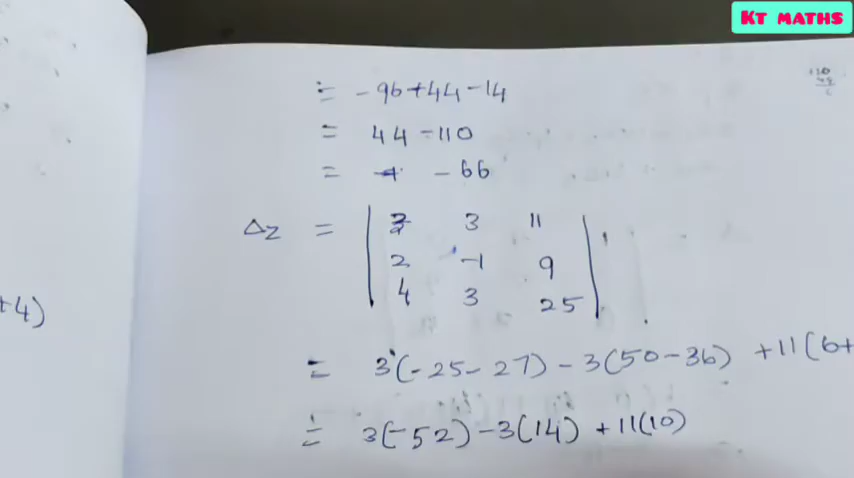 KT MATHS
= -96+44-14
= 44-110
= -66
+4)
Δz = | 3 3 11 |
| 2 -1 9 |
| 4 3 25 |
= 3(-25-27)-3(50-36) +11(6+
= 3(-52)-3(14)+11(10)